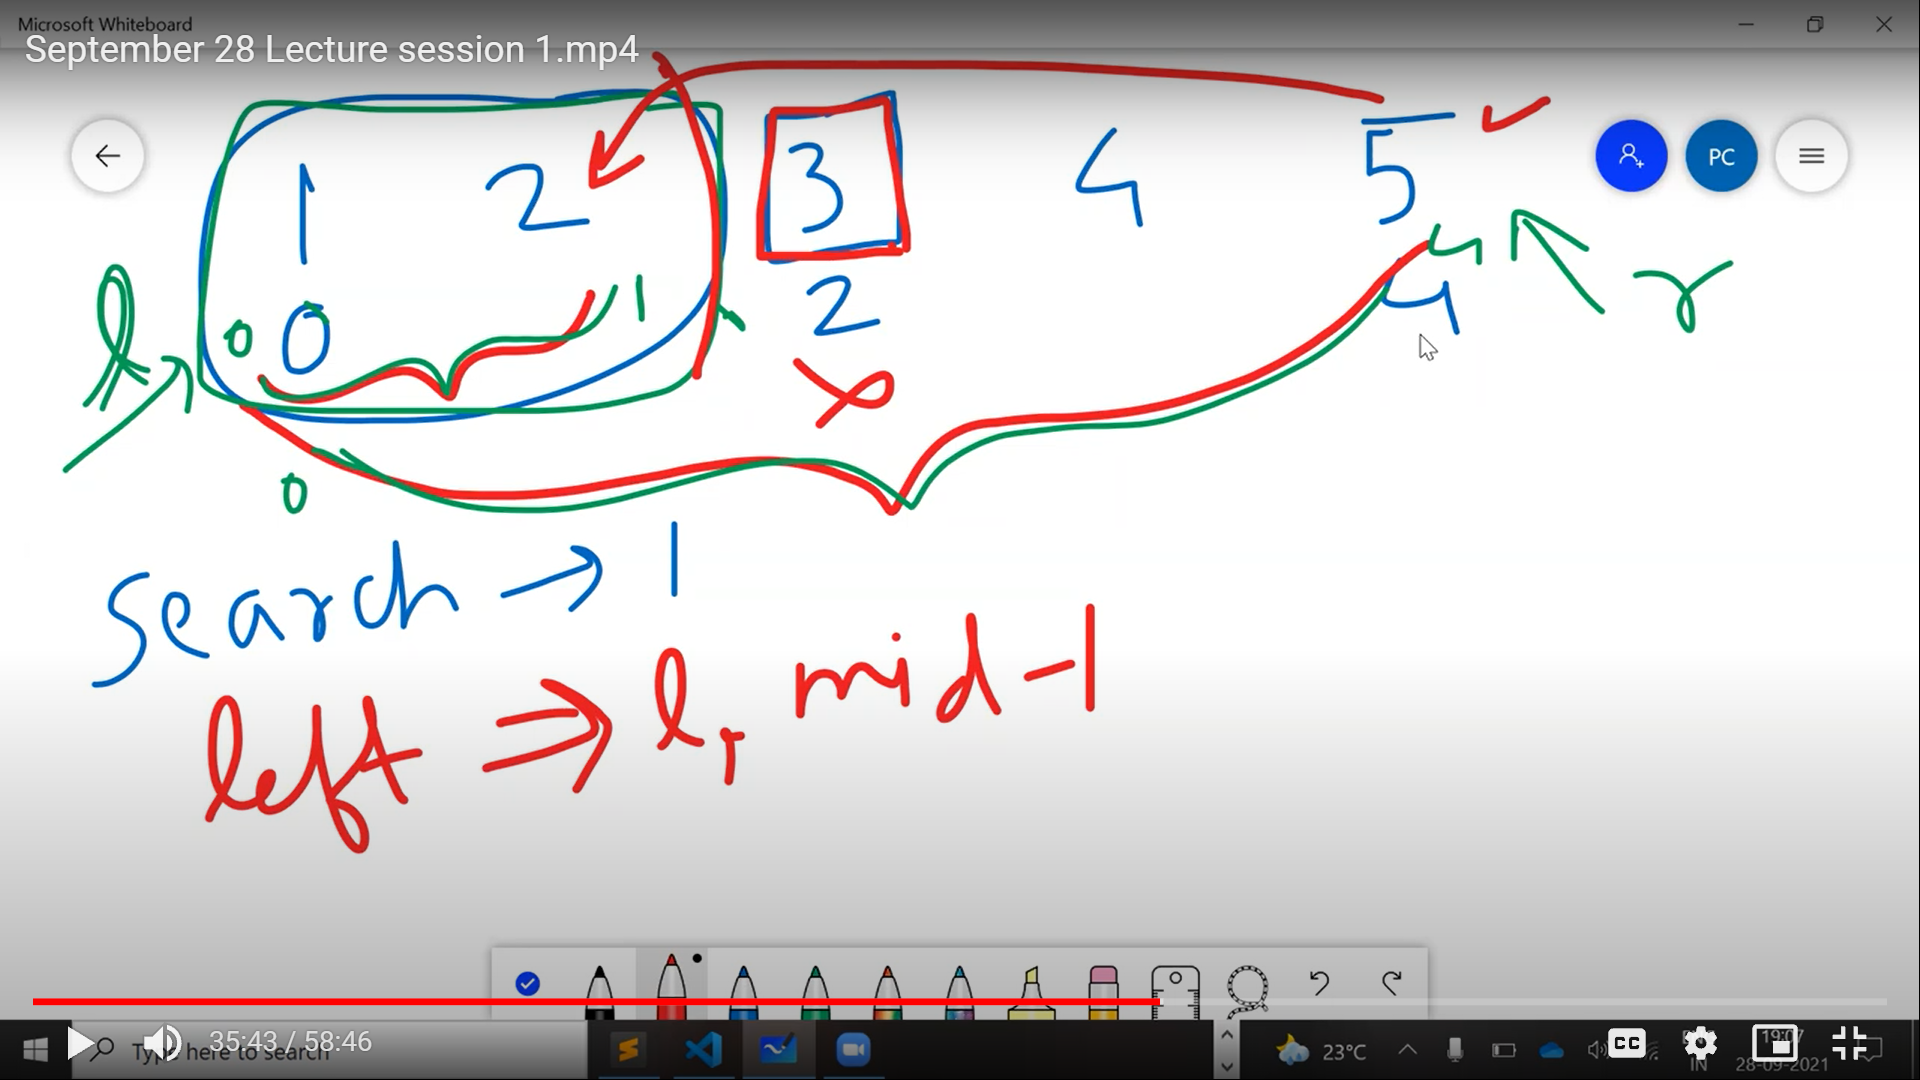 Microsoft Whiteboard
September 28 Lecture session 1.mp4
1 2 3 4 5
PC
l 0 0 1 2 4 4 r
0
Search → 1
left ⇒ l, mid-1
35:43 / 58:46
Type here to search
23°C
CC
19:07
IN
28-09-2021